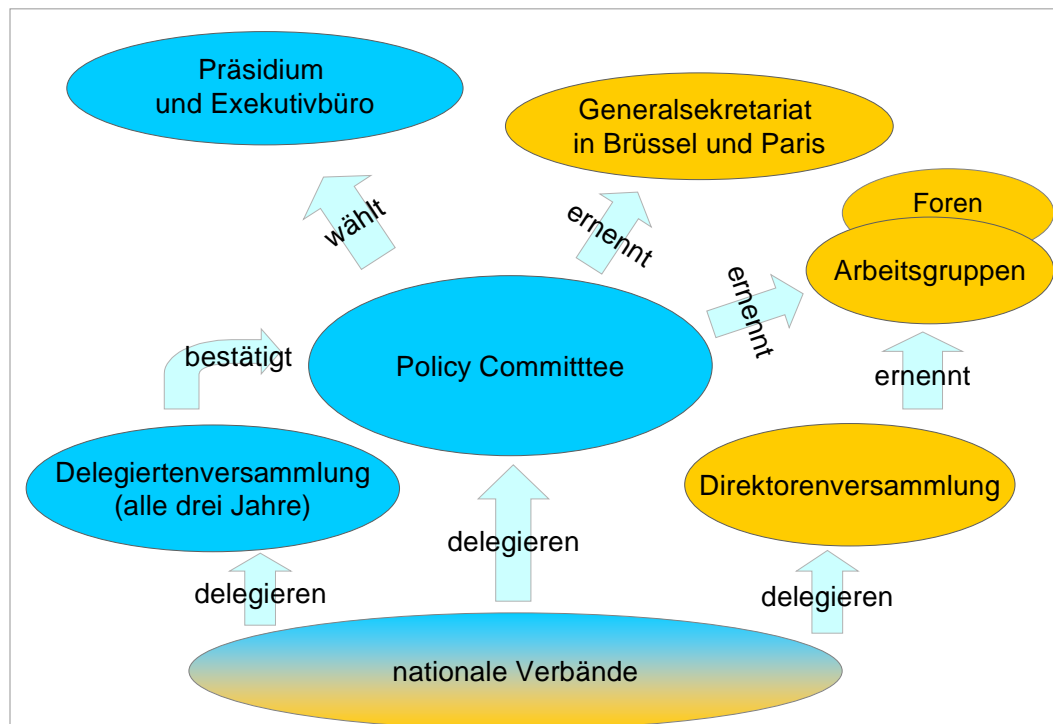 Präsidium
und Exekutivbüro
Generalsekretariat
in Brüssel und Paris
Foren
Arbeitsgruppen
wählt
ernennt
ernennt
bestätigt
Policy Committtee
ernennt
Delegiertenversammlung
(alle drei Jahre)
Direktorenversammlung
delegieren
delegieren
delegieren
nationale Verbände